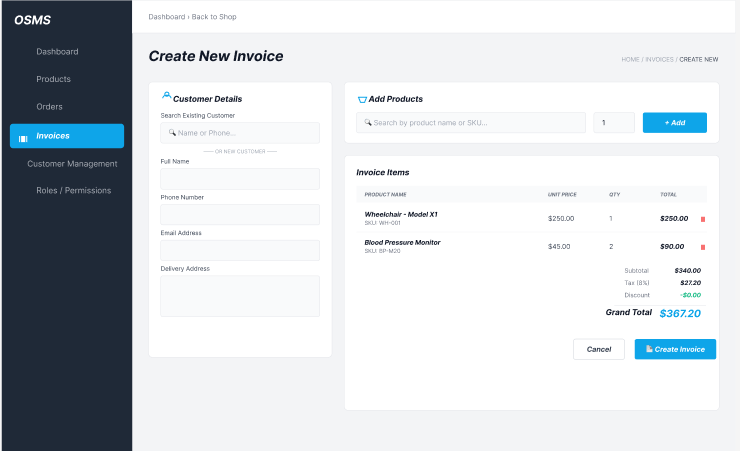 OSMS
Dashboard
Products
Orders
Invoices
Customer Management
Roles / Permissions
Dashboard › Back to Shop
Create New Invoice
HOME / INVOICES / CREATE NEW
Customer Details
Search Existing Customer
Name or Phone...
OR NEW CUSTOMER
Full Name
Phone Number
Email Address
Delivery Address
Add Products
Search by product name or SKU...
1
+ Add
Invoice Items
PRODUCT NAME UNIT PRICE QTY TOTAL
Wheelchair - Model X1 $250.00 1 $250.00
SKU: WH-001
Blood Pressure Monitor $45.00 2 $90.00
SKU: BP-M20
Subtotal $340.00
Tax (8%) $27.20
Discount -$0.00
Grand Total $367.20
Cancel
Create Invoice